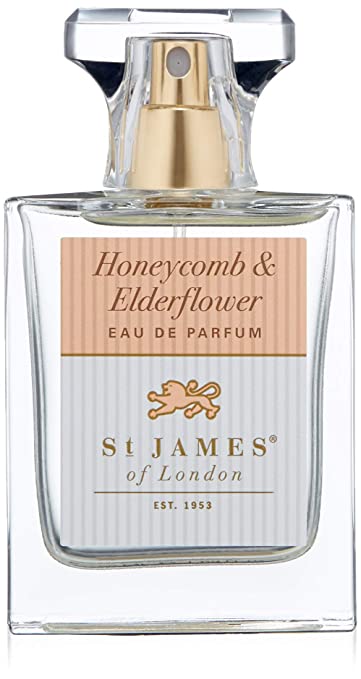 Honeycomb &
Elderflower
EAU DE PARFUM
St JAMES®
of London
EST. 1953